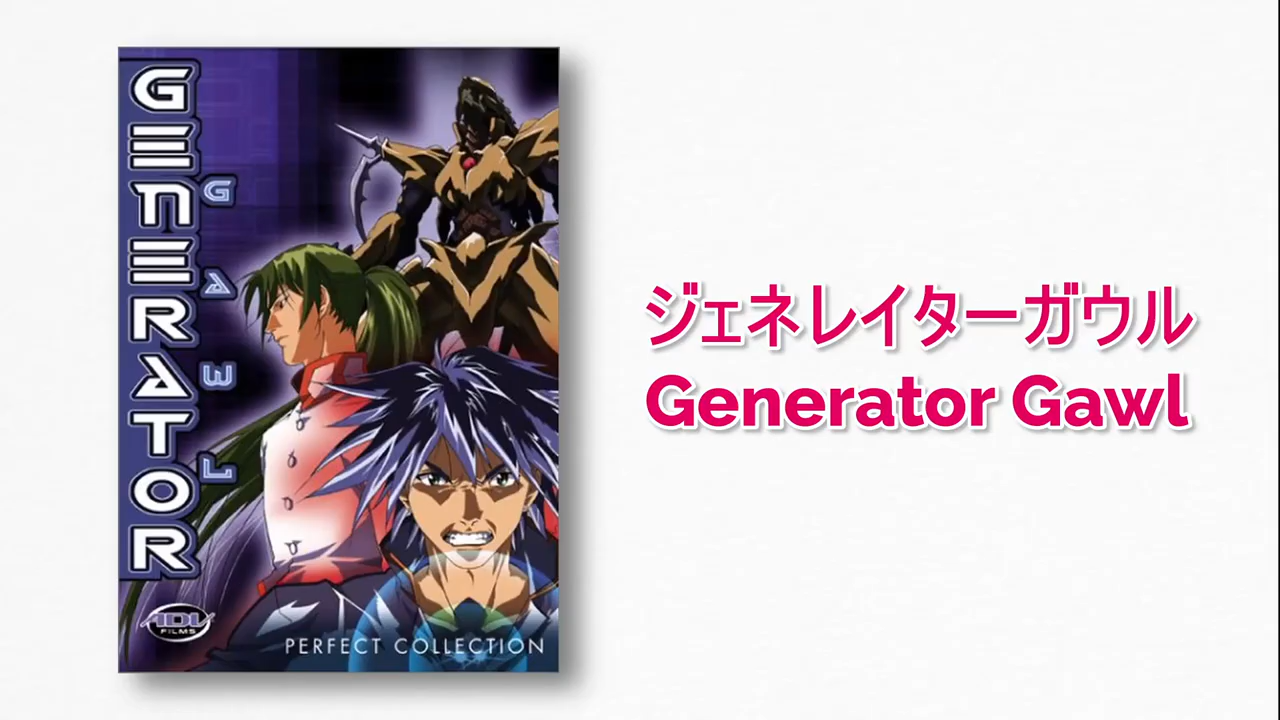 GENERATOR
GAWL
ADV
FILMS
PERFECT COLLECTION
ジェネレイターガウル
Generator Gawl